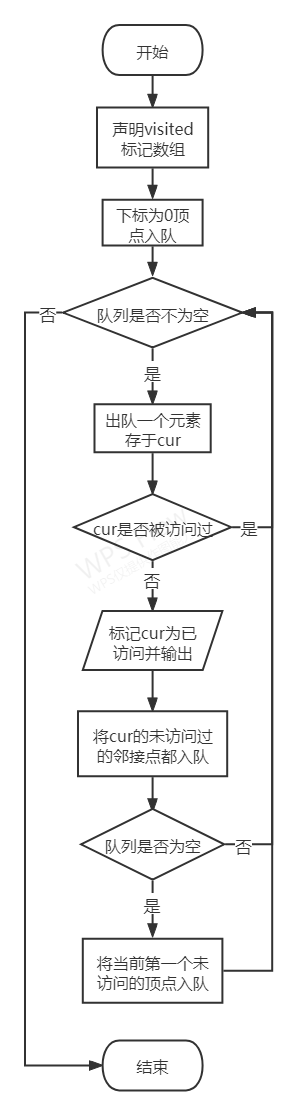 开始
声明visited
标记数组
下标为0顶
点入队
否
队列是否不为空
是
出队一个元素
存于cur
cur是否被访问过
是
否
标记cur为已
访问并输出
将cur的未访问过
的邻接点都入队
队列是否为空
否
是
将当前第一个未
访问的顶点入队
结束